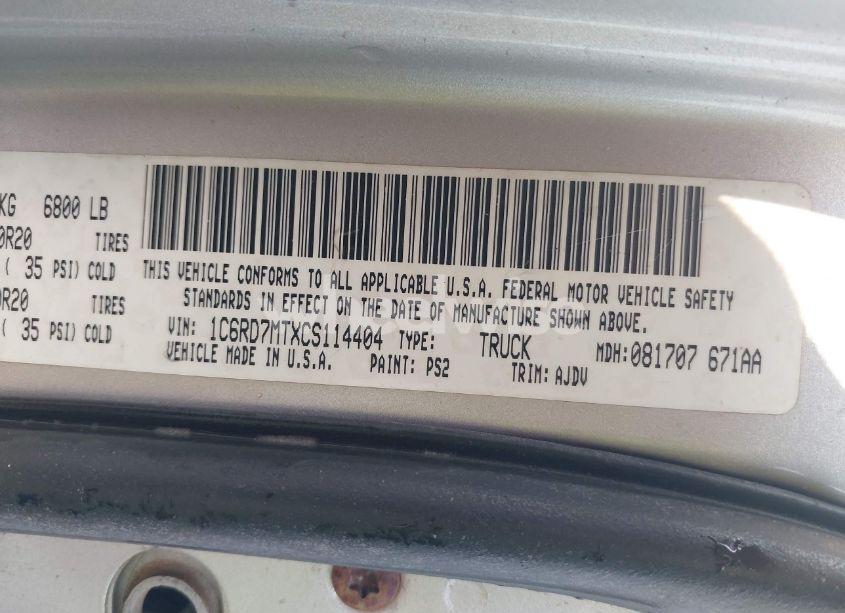 KG 6800 LB
0R20 TIRES
( 35 PSI) COLD
0R20 TIRES
( 35 PSI) COLD
THIS VEHICLE CONFORMS TO ALL APPLICABLE U.S.A. FEDERAL MOTOR VEHICLE SAFETY
STANDARDS IN EFFECT ON THE DATE OF MANUFACTURE SHOWN ABOVE.
VIN: 1C6RD7MTXCS114404 TYPE: TRUCK MDH:081707 671AA
VEHICLE MADE IN U.S.A. PAINT: PS2 TRIM: AJDV